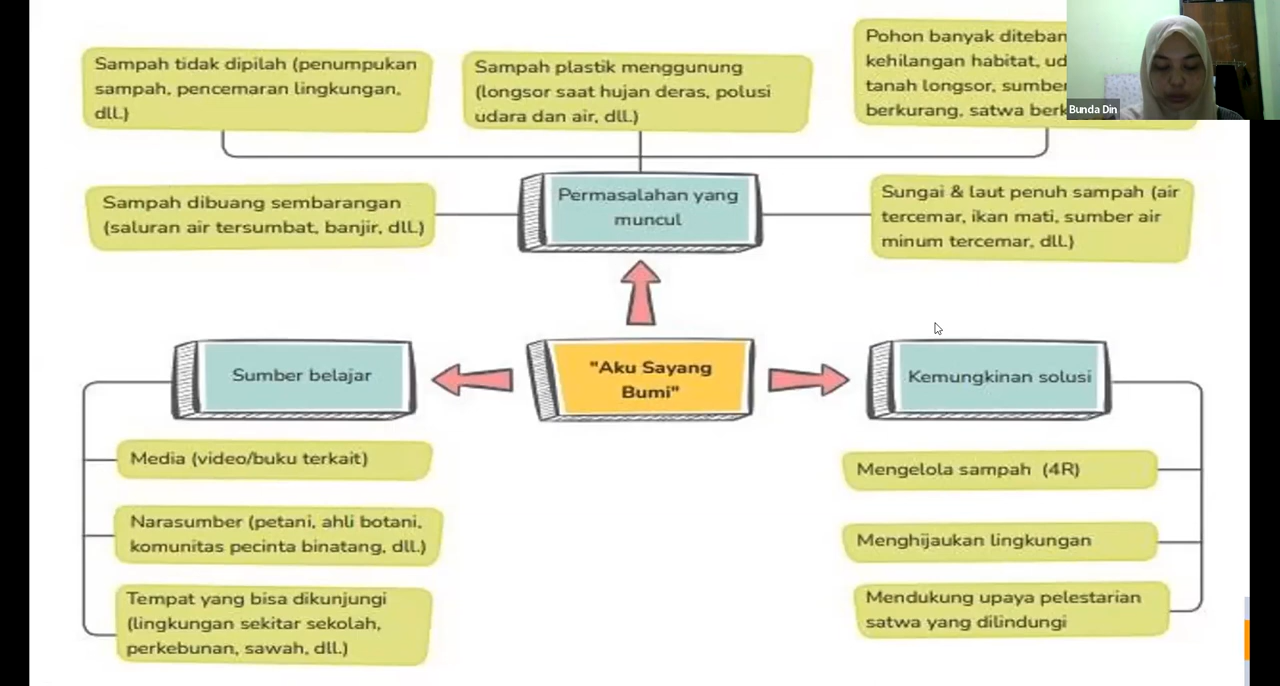 Sampah tidak dipilah (penumpukan
sampah, pencemaran lingkungan,
dll.)
Sampah plastik menggunung
(longsor saat hujan deras, polusi
udara dan air, dll.)
Pohon banyak
kehilangan habitat,
tanah longsor, sumber
berkurang, satwa
Bunda Din
Sampah dibuang sembarangan
(saluran air tersumbat, banjir, dll.)
Permasalahan yang
muncul
Sungai & laut penuh sampah (air
tercemar, ikan mati, sumber air
minum tercemar, dll.)
Sumber belajar
"Aku Sayang
Bumi"
Kemungkinan solusi
Media (video/buku terkait)
Narasumber (petani, ahli botani,
komunitas pecinta binatang, dll.)
Tempat yang bisa dikunjungi
(lingkungan sekitar sekolah,
perkebunan, sawah, dll.)
Mengelola sampah (4R)
Menghijaukan lingkungan
Mendukung upaya pelestarian
satwa yang dilindungi